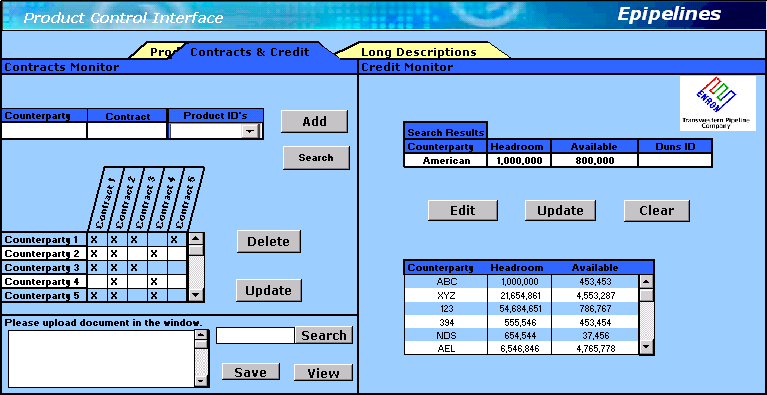 Product Control Interface
Epipelines
Contracts & Credit
Long Descriptions
Contracts Monitor
Credit Monitor
Counterparty Contract Product ID's
Add
Search
Contract 1 Contract 2 Contract 3 Contract 4 Contract 5
Counterparty 1 X X X X
Counterparty 2 X X X
Counterparty 3 X X X
Counterparty 4 X X
Counterparty 5 X X X
Delete
Update
Please upload document in the window.
Search
Save
View
ENRON
Transwestern Pipeline
Company
Search Results
Counterparty Headroom Available Duns ID
American 1,000,000 800,000
Edit
Update
Clear
Counterparty Headroom Available
ABC 1,000,000 453,453
XYZ 21,654,861 4,553,287
123 54,684,651 786,767
394 555,546 453,454
NDS 654,544 37,456
AEL 6,546,846 4,765,778